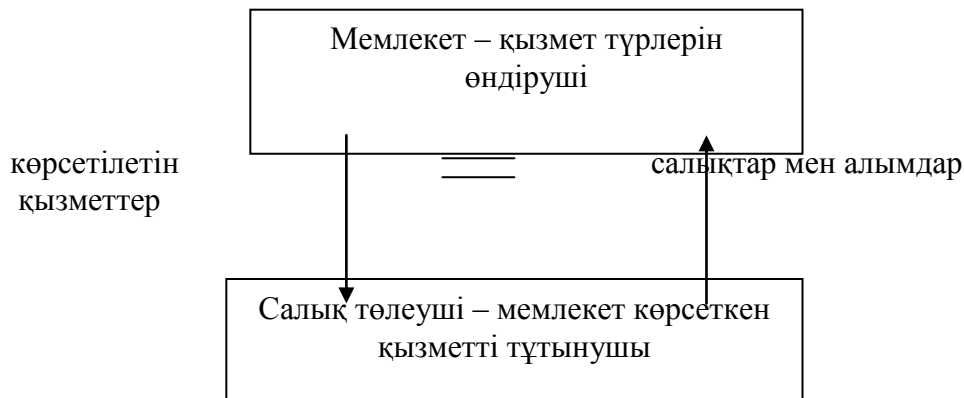 Мемлекет – қызмет түрлерін
өндіруші
көрсетілетін
қызметтер
салықтар мен алымдар
Салық төлеуші – мемлекет көрсеткен
қызметті тұтынушы